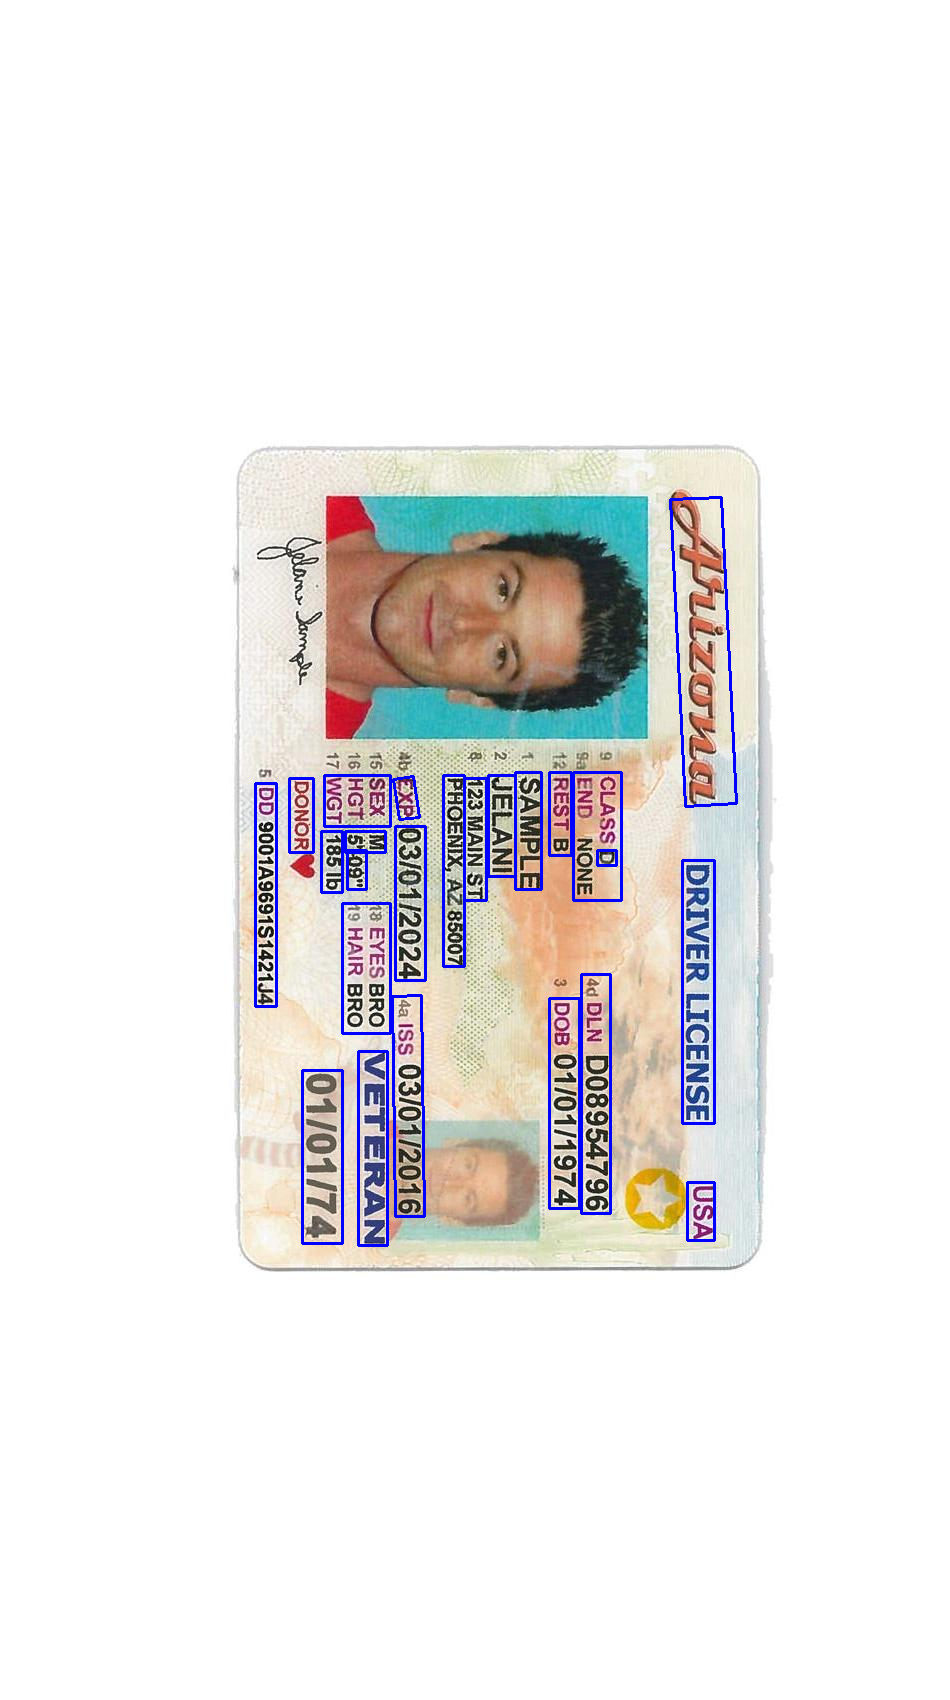 Arizona DRIVER LICENSE USA
9 CLASS D
9a END NONE 4d DLN D08954796
12 REST B 3 DOB 01/01/1974
1 SAMPLE
2 JELANI
8 123 MAIN ST
PHOENIX, AZ 85007
4b EXP 03/01/2024 4a ISS 03/01/2016
15 SEX M 18 EYES BRO VETERAN
16 HGT 5'-09" 19 HAIR BRO
17 WGT 185 lb 01/01/74
DONOR
Jelani Sample
5 DD 9001A9691S1421J4